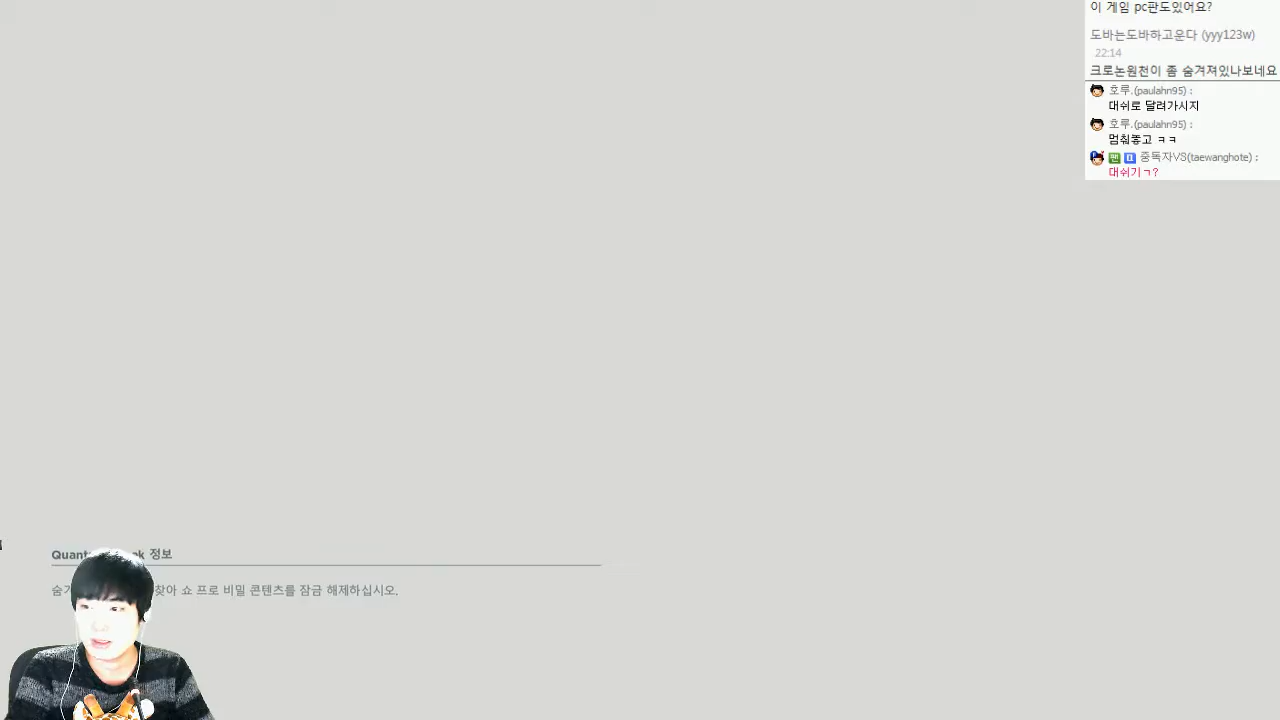 이 게임 pc판도있어요?
도바는도바하고운다 (yyy123w)
22:14
크로논원천이 좀 숨겨져있나보네요
호루.(paulahn95) :
대쉬로 달려가시지
호루.(paulahn95) :
멈춰놓고 ㅋㅋ
팬 중독자VS(taewanghote) :
대쉬기ㄱ?
정보
찾아 쇼 프로 비밀 콘텐츠를 잠금 해제하십시오.